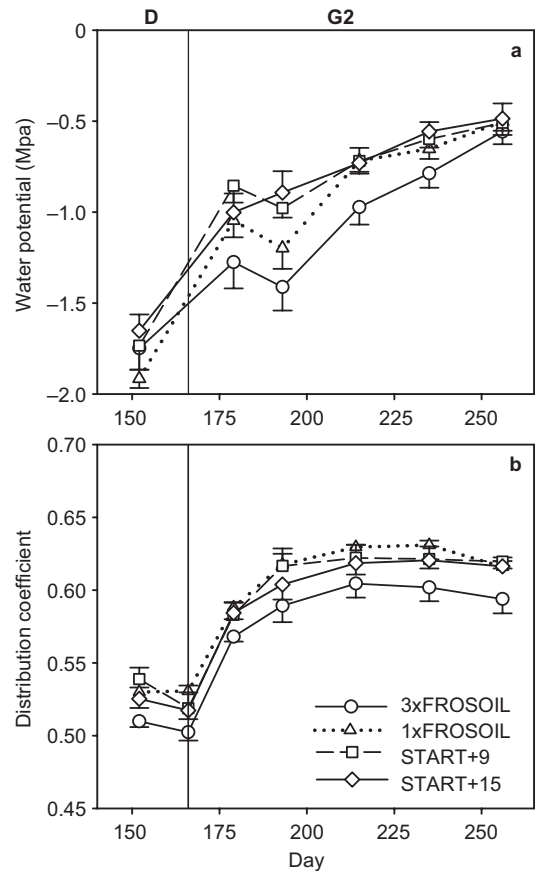 D G2
a
Water potential (Mpa)
0
–0.5
–1.0
–1.5
–2.0
150 175 200 225 250
b
Distribution coefficient
0.70
0.65
0.60
0.55
0.50
0.45
3xFROSOIL
1xFROSOIL
START+9
START+15
150 175 200 225 250
Day